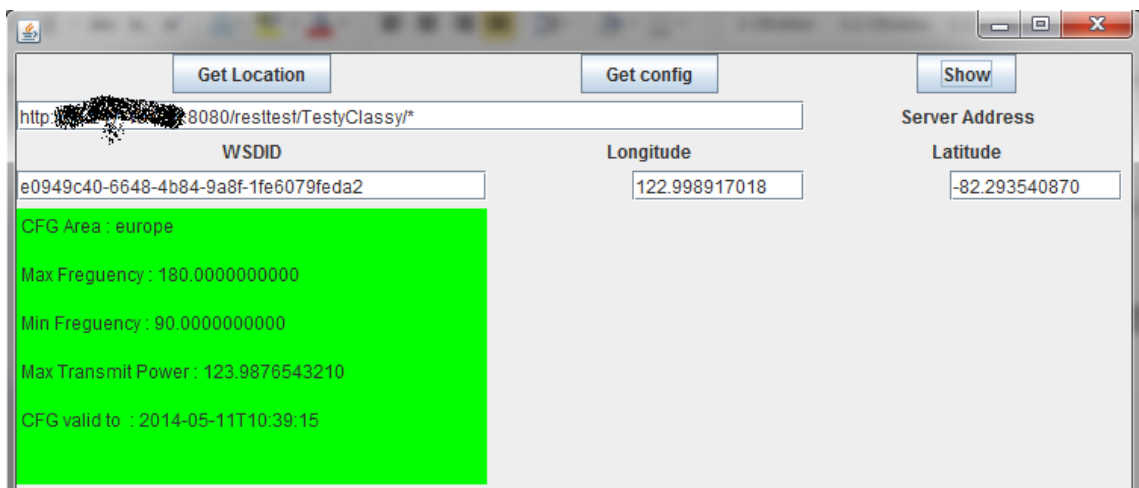 Get Location Get config Show
http: :8080/resttest/TestyClassy/* Server Address
WSDID Longitude Latitude
e0949c40-6648-4b84-9a8f-1fe6079feda2 122.998917018 -82.293540870
CFG Area : europe
Max Freguency : 180.0000000000
Min Freguency : 90.0000000000
Max Transmit Power : 123.9876543210
CFG valid to : 2014-05-11T10:39:15